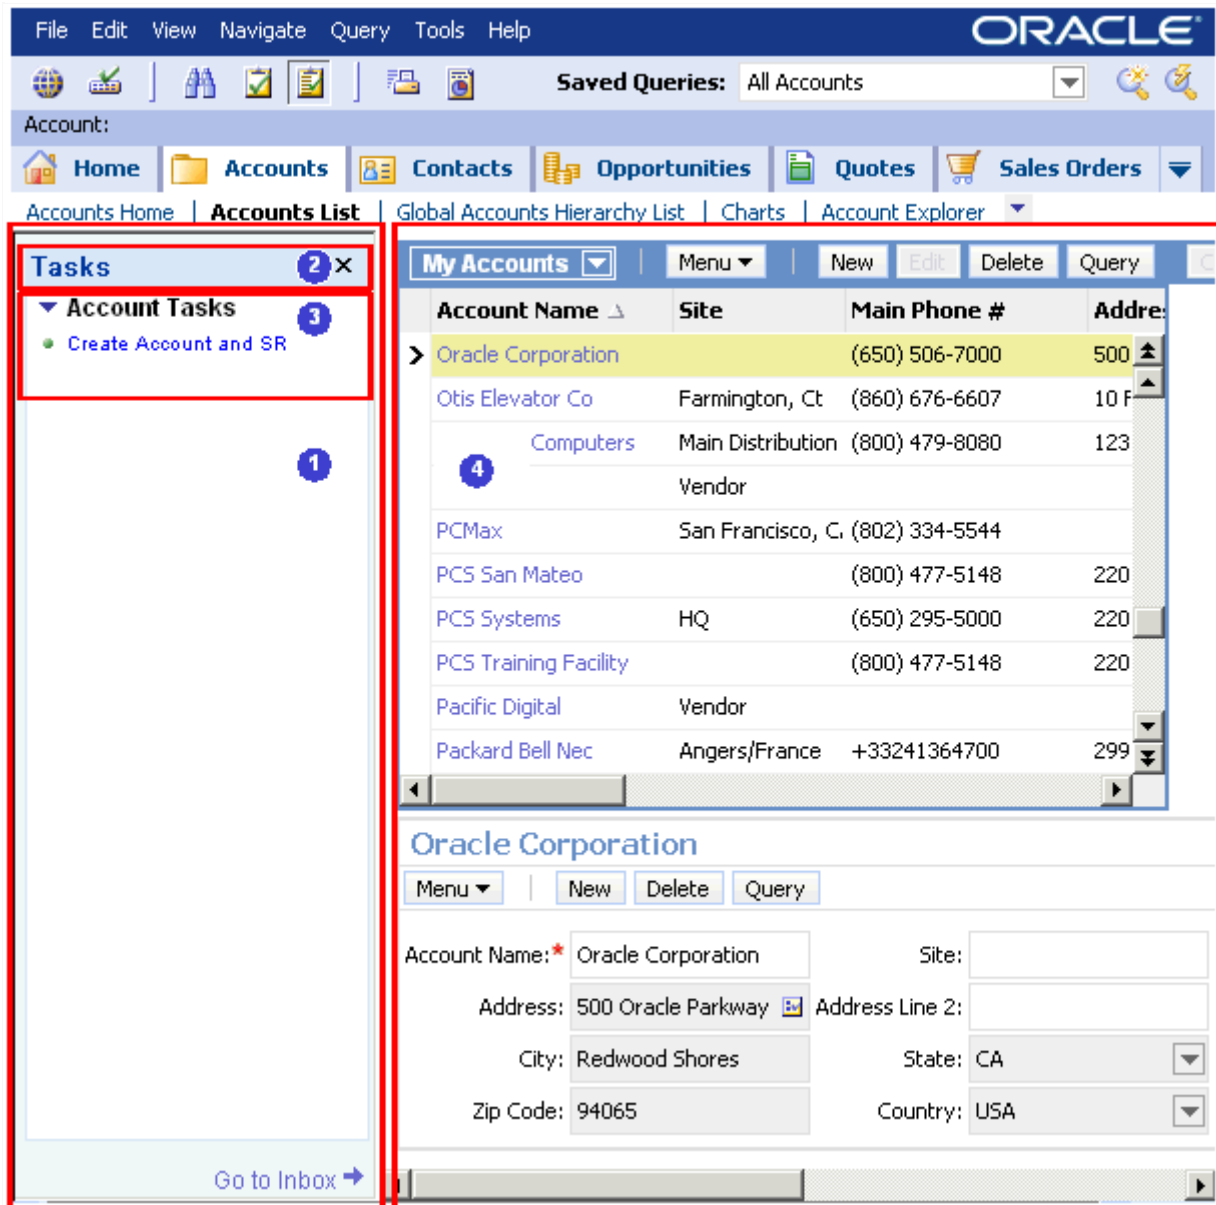 File Edit View Navigate Query Tools Help ORACLE
Saved Queries: All Accounts
Account:
Home Accounts Contacts Opportunities Quotes Sales Orders
Accounts Home | Accounts List | Global Accounts Hierarchy List | Charts | Account Explorer
Tasks 2 X
Account Tasks 3
Create Account and SR
1
Go to Inbox
My Accounts Menu New Edit Delete Query C
Account Name Site Main Phone # Addre
Oracle Corporation (650) 506-7000 500
Otis Elevator Co Farmington, Ct (860) 676-6607 10 F
Computers Main Distribution (800) 479-8080 123
4 Vendor
PCMax San Francisco, C (802) 334-5544
PCS San Mateo (800) 477-5148 220
PCS Systems HQ (650) 295-5000 220
PCS Training Facility (800) 477-5148 220
Pacific Digital Vendor
Packard Bell Nec Angers/France +33241364700 299
Oracle Corporation
Menu New Delete Query
Account Name:* Oracle Corporation Site:
Address: 500 Oracle Parkway Address Line 2:
City: Redwood Shores State: CA
Zip Code: 94065 Country: USA